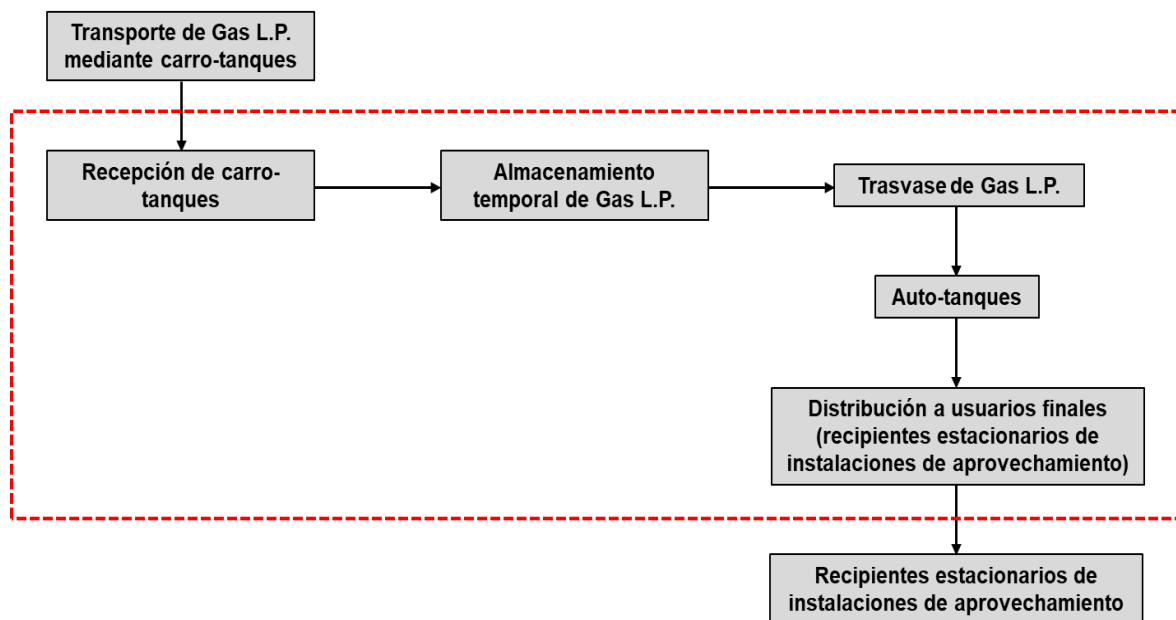 Transporte de Gas L.P.
mediante carro-tanques
Recepción de carro-
tanques
Almacenamiento
temporal de Gas L.P.
Trasvase de Gas L.P.
Auto-tanques
Distribución a usuarios finales
(recipientes estacionarios de
instalaciones de aprovechamiento)
Recipientes estacionarios de
instalaciones de aprovechamiento